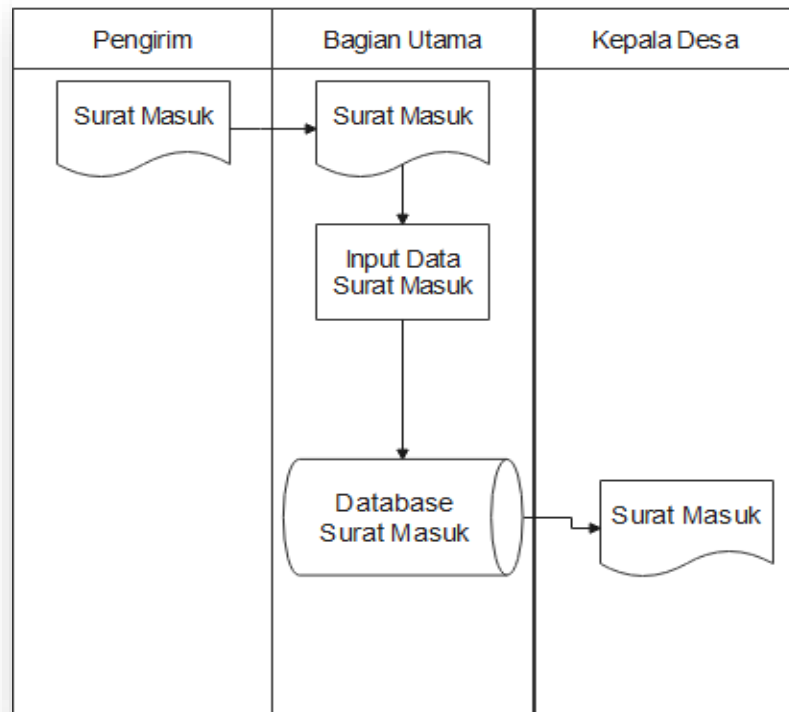 Pengirim
Bagian Utama
Kepala Desa
Surat Masuk
Surat Masuk
Input Data
Surat Masuk
Database
Surat Masuk
Surat Masuk